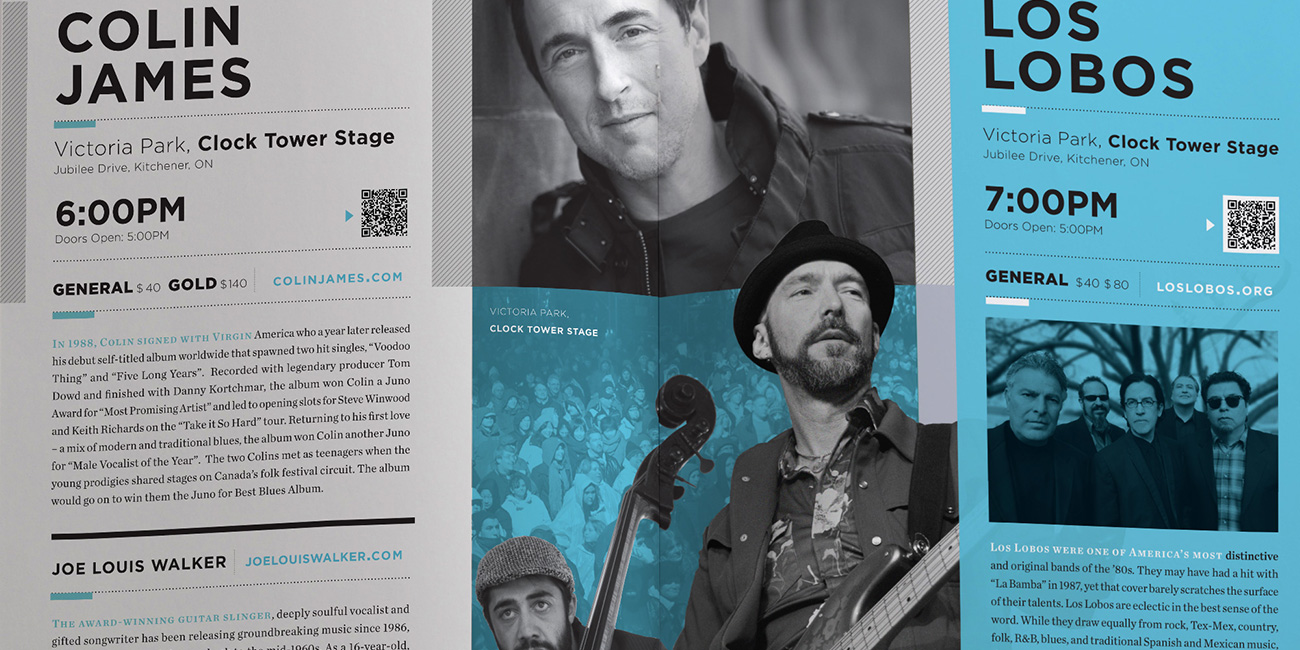 COLIN
JAMES
Victoria Park, Clock Tower Stage
Jubilee Drive, Kitchener, ON
6:00PM
Doors Open: 5:00PM
GENERAL $40 GOLD $140
COLINJAMES.COM
In 1988, Colin signed with Virgin America who a year later released
his debut self-titled album worldwide that spawned two hit singles, “Voodoo
Thing” and “Five Long Years”. Recorded with legendary producer Tom
Dowd and finished with Danny Kortchmar, the album won Colin a Juno
Award for “Most Promising Artist” and led to opening slots for Steve Winwood
and Keith Richards on the “Take it So Hard” tour. Returning to his first love
– a mix of modern and traditional blues, the album won Colin another Juno
for “Male Vocalist of the Year”. The two Colins met as teenagers when the
young prodigies shared stages on Canada’s folk festival circuit. The album
would go on to win them the Juno for Best Blues Album.
JOE LOUIS WALKER
JOELOUISWALKER.COM
The award-winning guitar slinger, deeply soulful vocalist and
gifted songwriter has been releasing groundbreaking music since 1986,
the mid-1960s. As a 16-year-old,
VICTORIA PARK,
CLOCK TOWER STAGE
LOS
LOBOS
Victoria Park, Clock Tower Stage
Jubilee Drive, Kitchener, ON
7:00PM
Doors Open: 5:00PM
GENERAL $40 $80
LOSLOBOS.ORG
Los Lobos were one of America’s most distinctive
and original bands of the ’80s. They may have had a hit with
“La Bamba” in 1987, yet that cover barely scratches the surface
of their talents. Los Lobos are eclectic in the best sense of the
word. While they draw equally from rock, Tex-Mex, country,
folk, R&B, blues, and traditional Spanish and Mexican music,